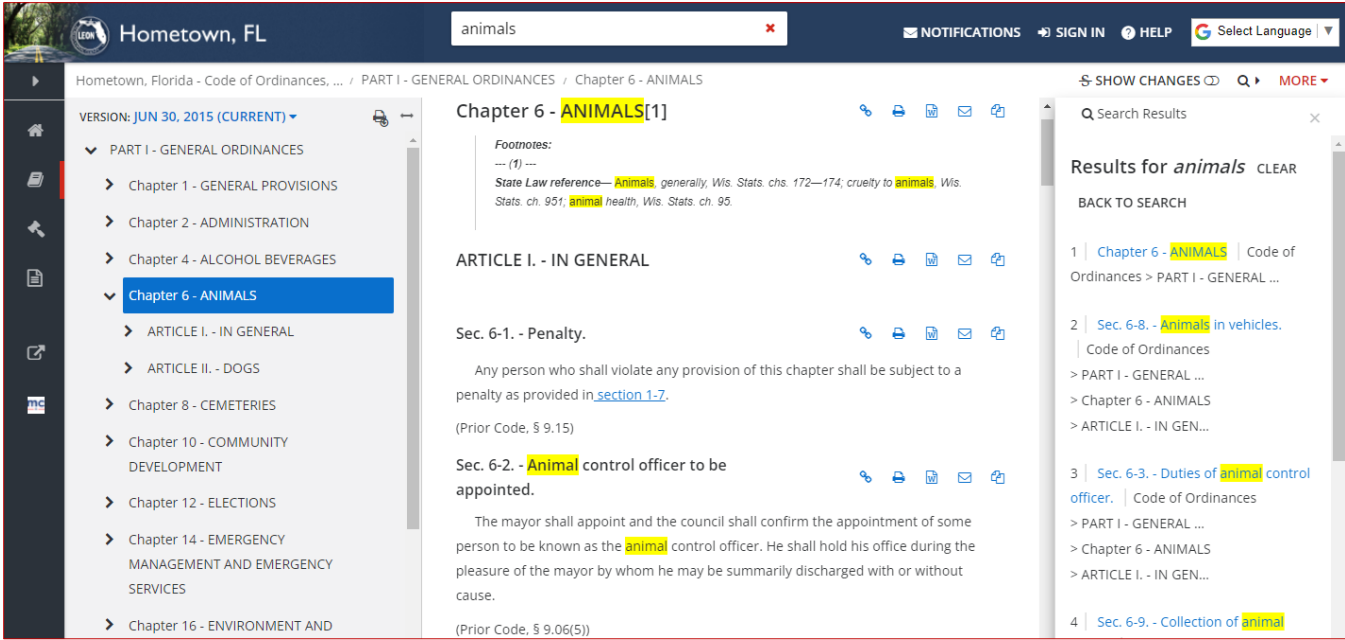 LEON
Hometown, FL
animals
NOTIFICATIONS
SIGN IN
HELP
G Select Language
Hometown, Florida - Code of Ordinances, ... / PART I - GENERAL ORDINANCES / Chapter 6 - ANIMALS
SHOW CHANGES
MORE
VERSION: JUN 30, 2015 (CURRENT)
PART I - GENERAL ORDINANCES
Chapter 1 - GENERAL PROVISIONS
Chapter 2 - ADMINISTRATION
Chapter 4 - ALCOHOL BEVERAGES
Chapter 6 - ANIMALS
ARTICLE I. - IN GENERAL
ARTICLE II. - DOGS
Chapter 8 - CEMETERIES
Chapter 10 - COMMUNITY
DEVELOPMENT
Chapter 12 - ELECTIONS
Chapter 14 - EMERGENCY
MANAGEMENT AND EMERGENCY
SERVICES
Chapter 16 - ENVIRONMENT AND
mc
Chapter 6 - ANIMALS[1]
Footnotes:
--- (1) ---
State Law reference— Animals, generally, Wis. Stats. chs. 172—174; cruelty to animals, Wis.
Stats. ch. 951; animal health, Wis. Stats. ch. 95.
ARTICLE I. - IN GENERAL
Sec. 6-1. - Penalty.
Any person who shall violate any provision of this chapter shall be subject to a
penalty as provided in section 1-7.
(Prior Code, § 9.15)
Sec. 6-2. - Animal control officer to be
appointed.
The mayor shall appoint and the council shall confirm the appointment of some
person to be known as the animal control officer. He shall hold his office during the
pleasure of the mayor by whom he may be summarily discharged with or without
cause.
(Prior Code, § 9.06(5))
Search Results
Results for animals CLEAR
BACK TO SEARCH
1 | Chapter 6 - ANIMALS | Code of
Ordinances > PART I - GENERAL ...
2 | Sec. 6-8. - Animals in vehicles.
| Code of Ordinances
> PART I - GENERAL ...
> Chapter 6 - ANIMALS
> ARTICLE I. - IN GEN...
3 | Sec. 6-3. - Duties of animal control
officer. | Code of Ordinances
> PART I - GENERAL ...
> Chapter 6 - ANIMALS
> ARTICLE I. - IN GEN...
4 | Sec. 6-9. - Collection of animal